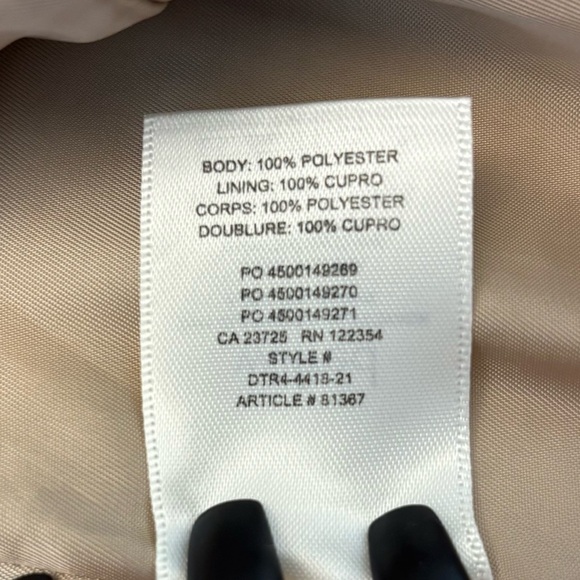 BODY: 100% POLYESTER
LINING: 100% CUPRO
CORPS: 100% POLYESTER
DOUBLURE: 100% CUPRO
PO 4500149269
PO 4500149270
PO 4500149271
CA 23725 RN 122354
STYLE #
DTR4-4418-21
ARTICLE # 81367